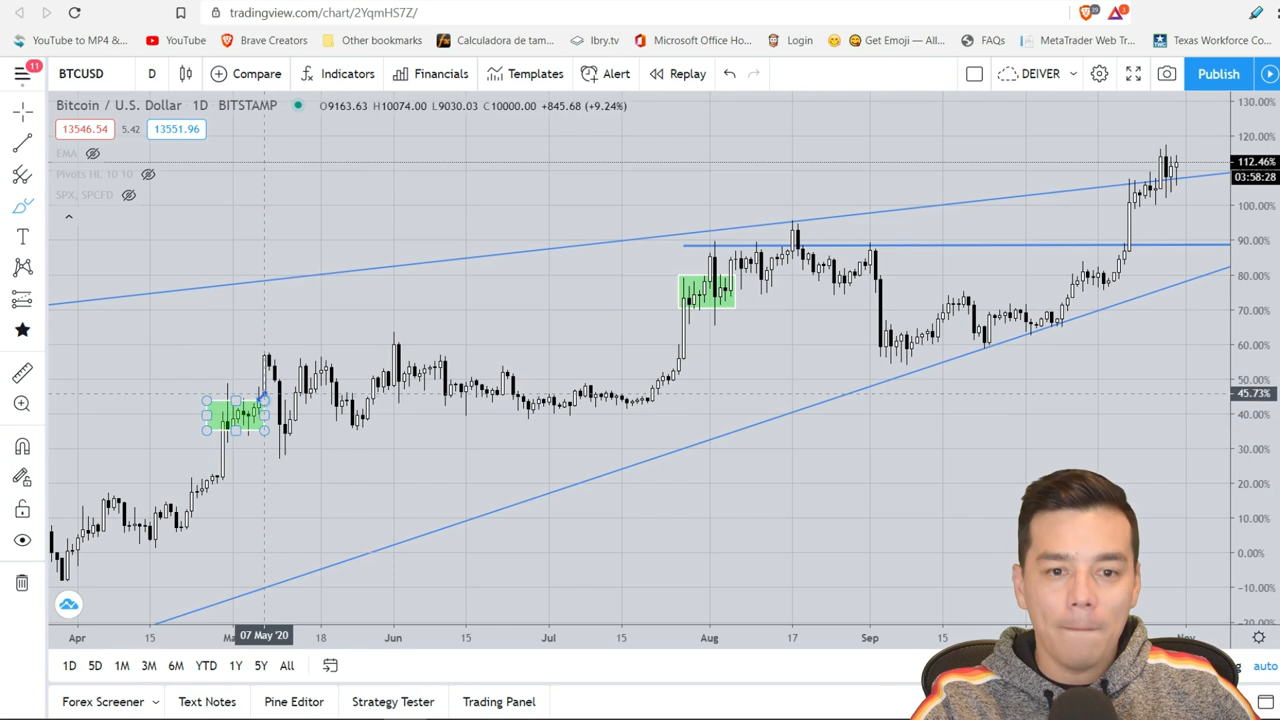 tradingview.com/chart/2YqmHS7Z/
39
3
YouTube to MP4 &...
YouTube
Brave Creators
Other bookmarks
Calculadora de tam...
lbry.tv
Microsoft Office Ho...
Login
Get Emoji — All...
FAQs
MetaTrader Web Tr...
Texas Workforce Co...
11
BTCUSD
D
Compare
Indicators
Financials
Templates
Alert
Replay
DEIVER
Publish
Bitcoin / U.S. Dollar 1D BITSTAMP
O9163.63 H10074.00 L9030.03 C10000.00 +845.68 (+9.24%)
13546.54 5.42 13551.96
EMA
Pivots HL 10 10
SPX, SPCFD
130.00%
120.00%
112.46%
03:58:28
100.00%
90.00%
80.00%
70.00%
60.00%
50.00%
45.73%
40.00%
30.00%
20.00%
10.00%
0.00%
-10.00%
Apr
15
07 May '20
18
Jun
15
Jul
15
Aug
17
Sep
15
Nov
1D
5D
1M
3M
6M
YTD
1Y
5Y
All
auto
Forex Screener
Text Notes
Pine Editor
Strategy Tester
Trading Panel